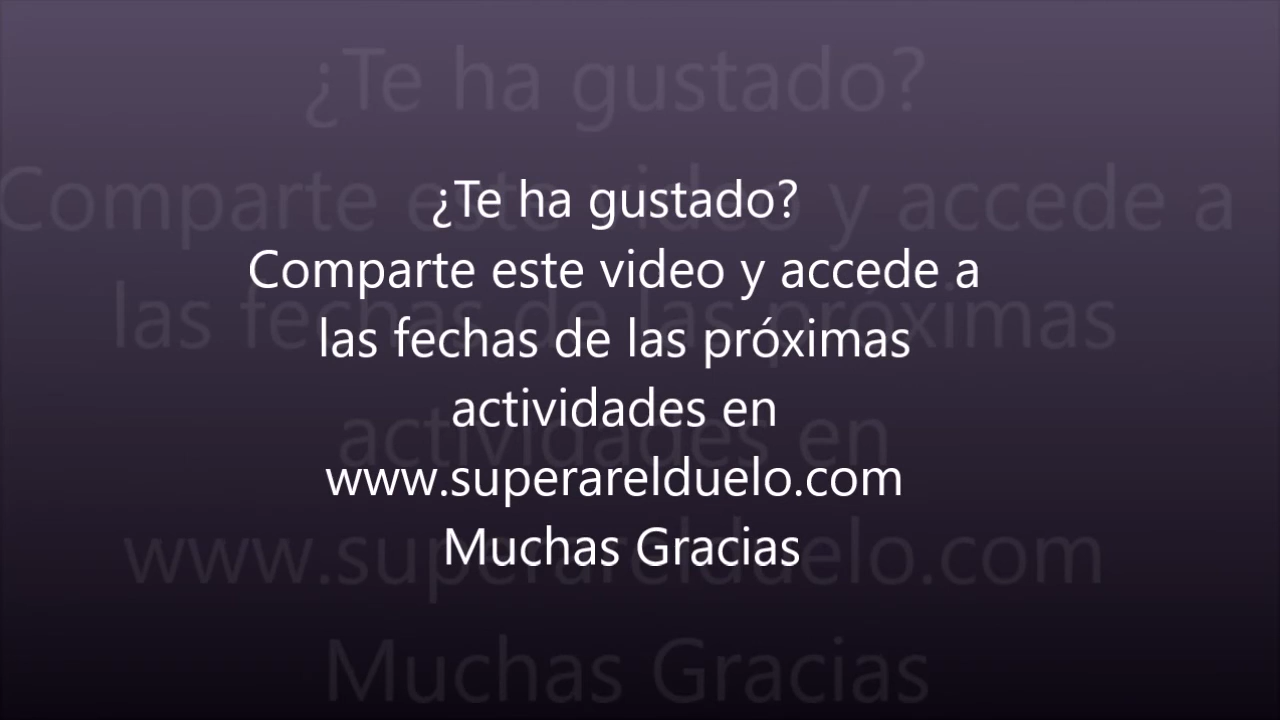 ¿Te ha gustado?
Comparte este video y accede a
las fechas de las próximas
actividades en
www.superarelduelo.com
Muchas Gracias